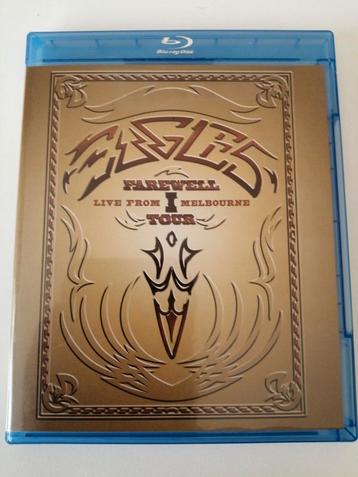 Blu-ray Disc
EAGLES
FAREWELL
I
LIVE FROM MELBOURNE
TOUR